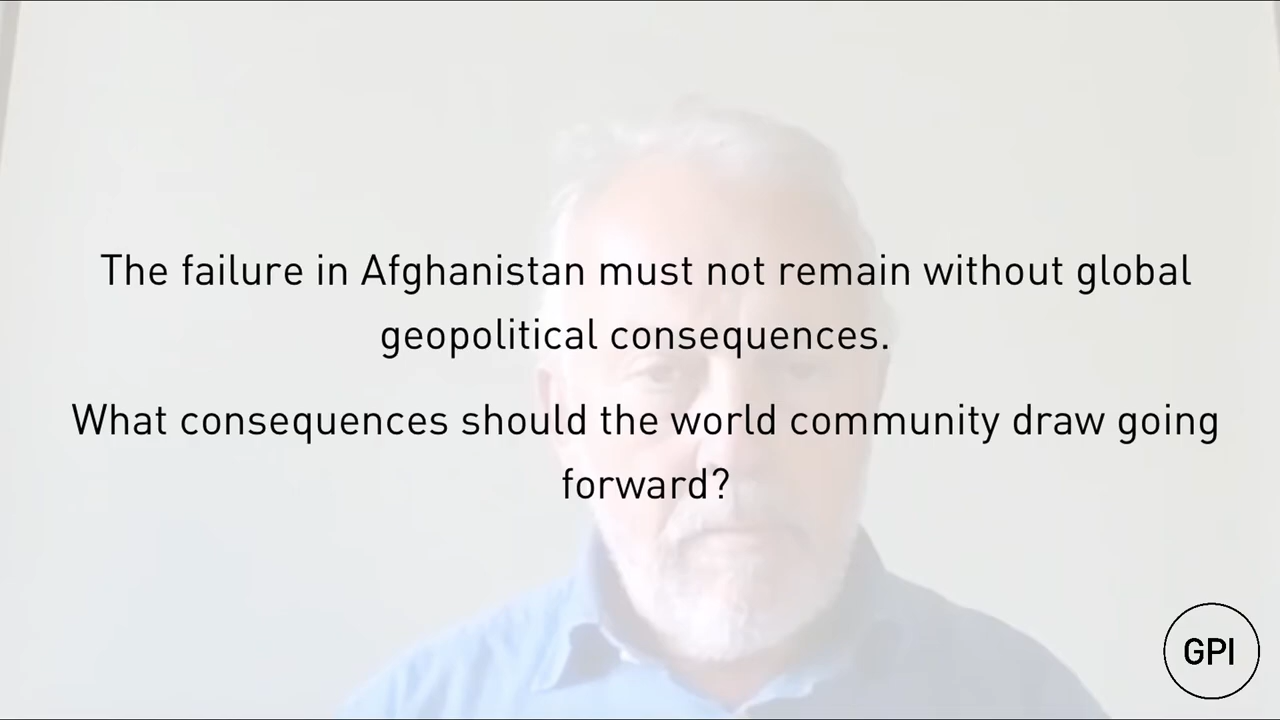 The failure in Afghanistan must not remain without global
geopolitical consequences.
What consequences should the world community draw going
forward?
GPI